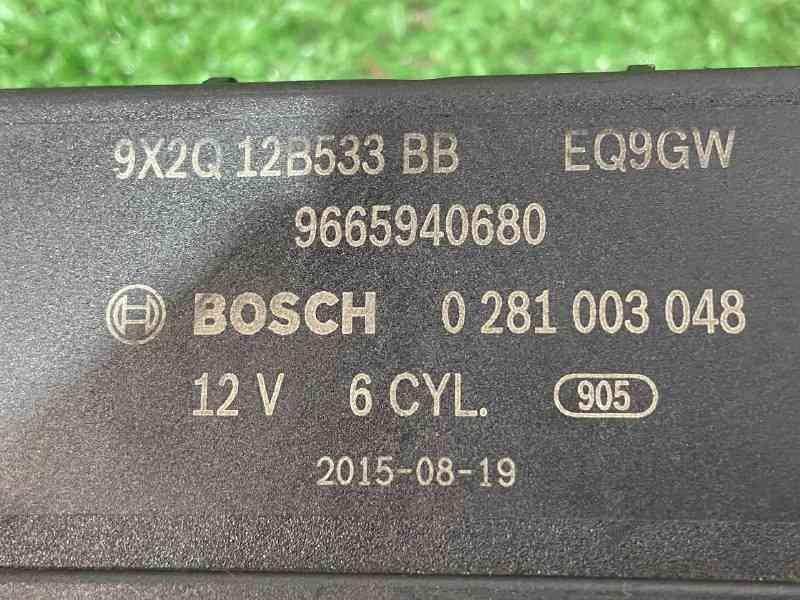 9X2Q 12B533 BB EQ9GW
9665940680
BOSCH 0 281 003 048
12 V 6 CYL. 905
2015-08-19